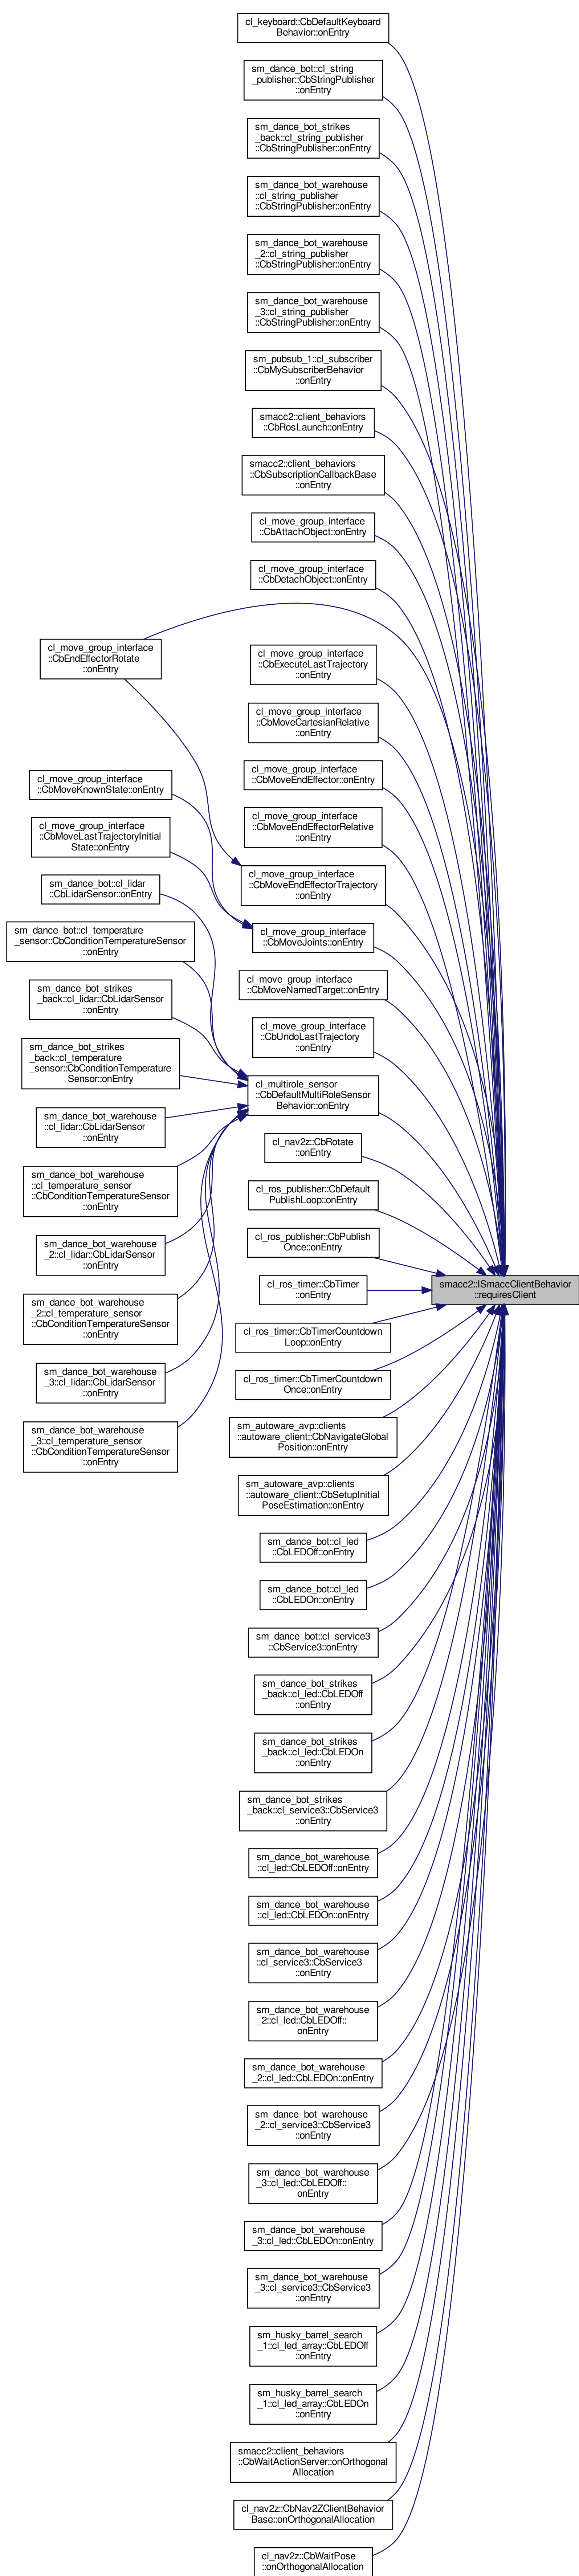 cl_keyboard::CbDefaultKeyboard
Behavior::onEntry
sm_dance_bot::cl_string
_publisher::CbStringPublisher
::onEntry
sm_dance_bot_strikes
_back::cl_string_publisher
::CbStringPublisher::onEntry
sm_dance_bot_warehouse
::cl_string_publisher
::CbStringPublisher::onEntry
sm_dance_bot_warehouse
_2::cl_string_publisher
::CbStringPublisher::onEntry
sm_dance_bot_warehouse
_3::cl_string_publisher
::CbStringPublisher::onEntry
sm_pubsub_1::cl_subscriber
::CbMySubscriberBehavior
::onEntry
smacc2::client_behaviors
::CbRosLaunch::onEntry
smacc2::client_behaviors
::CbSubscriptionCallbackBase
::onEntry
cl_move_group_interface
::CbAttachObject::onEntry
cl_move_group_interface
::CbDetachObject::onEntry
cl_move_group_interface
::CbEndEffectorRotate
::onEntry
cl_move_group_interface
::CbExecuteLastTrajectory
::onEntry
cl_move_group_interface
::CbMoveCartesianRelative
::onEntry
cl_move_group_interface
::CbMoveEndEffector::onEntry
cl_move_group_interface
::CbMoveKnownState::onEntry
cl_move_group_interface
::CbMoveEndEffectorRelative
::onEntry
cl_move_group_interface
::CbMoveLastTrajectoryInitial
State::onEntry
cl_move_group_interface
::CbMoveEndEffectorTrajectory
::onEntry
sm_dance_bot::cl_lidar
::CbLidarSensor::onEntry
cl_move_group_interface
::CbMoveJoints::onEntry
sm_dance_bot::cl_temperature
_sensor::CbConditionTemperatureSensor
::onEntry
cl_move_group_interface
::CbMoveNamedTarget::onEntry
sm_dance_bot_strikes
_back::cl_lidar::CbLidarSensor
::onEntry
cl_move_group_interface
::CbUndoLastTrajectory
::onEntry
sm_dance_bot_strikes
_back::cl_temperature
_sensor::CbConditionTemperature
Sensor::onEntry
cl_multirole_sensor
::CbDefaultMultiRoleSensor
Behavior::onEntry
sm_dance_bot_warehouse
::cl_lidar::CbLidarSensor
::onEntry
cl_nav2z::CbRotate
::onEntry
sm_dance_bot_warehouse
::cl_temperature_sensor
::CbConditionTemperatureSensor
::onEntry
cl_ros_publisher::CbDefault
PublishLoop::onEntry
cl_ros_publisher::CbPublish
Once::onEntry
sm_dance_bot_warehouse
_2::cl_lidar::CbLidarSensor
::onEntry
cl_ros_timer::CbTimer
::onEntry
smacc2::ISmaccClientBehavior
::requiresClient
sm_dance_bot_warehouse
_2::cl_temperature_sensor
::CbConditionTemperatureSensor
::onEntry
cl_ros_timer::CbTimerCountdown
Loop::onEntry
sm_dance_bot_warehouse
_3::cl_lidar::CbLidarSensor
::onEntry
cl_ros_timer::CbTimerCountdown
Once::onEntry
sm_dance_bot_warehouse
_3::cl_temperature_sensor
::CbConditionTemperatureSensor
::onEntry
sm_autoware_avp::clients
::autoware_client::CbNavigateGlobal
Position::onEntry
sm_autoware_avp::clients
::autoware_client::CbSetupInitial
PoseEstimation::onEntry
sm_dance_bot::cl_led
::CbLEDOff::onEntry
sm_dance_bot::cl_led
::CbLEDOn::onEntry
sm_dance_bot::cl_service3
::CbService3::onEntry
sm_dance_bot_strikes
_back::cl_led::CbLEDOff
::onEntry
sm_dance_bot_strikes
_back::cl_led::CbLEDOn
::onEntry
sm_dance_bot_strikes
_back::cl_service3::CbService3
::onEntry
sm_dance_bot_warehouse
::cl_led::CbLEDOff::onEntry
sm_dance_bot_warehouse
::cl_led::CbLEDOn::onEntry
sm_dance_bot_warehouse
::cl_service3::CbService3
::onEntry
sm_dance_bot_warehouse
_2::cl_led::CbLEDOff::
onEntry
sm_dance_bot_warehouse
_2::cl_led::CbLEDOn::onEntry
sm_dance_bot_warehouse
_2::cl_service3::CbService3
::onEntry
sm_dance_bot_warehouse
_3::cl_led::CbLEDOff::
onEntry
sm_dance_bot_warehouse
_3::cl_led::CbLEDOn::onEntry
sm_dance_bot_warehouse
_3::cl_service3::CbService3
::onEntry
sm_husky_barrel_search
_1::cl_led_array::CbLEDOff
::onEntry
sm_husky_barrel_search
_1::cl_led_array::CbLEDOn
::onEntry
smacc2::client_behaviors
::CbWaitActionServer::onOrthogonal
Allocation
cl_nav2z::CbNav2ZClientBehavior
Base::onOrthogonalAllocation
cl_nav2z::CbWaitPose
::onOrthogonalAllocation